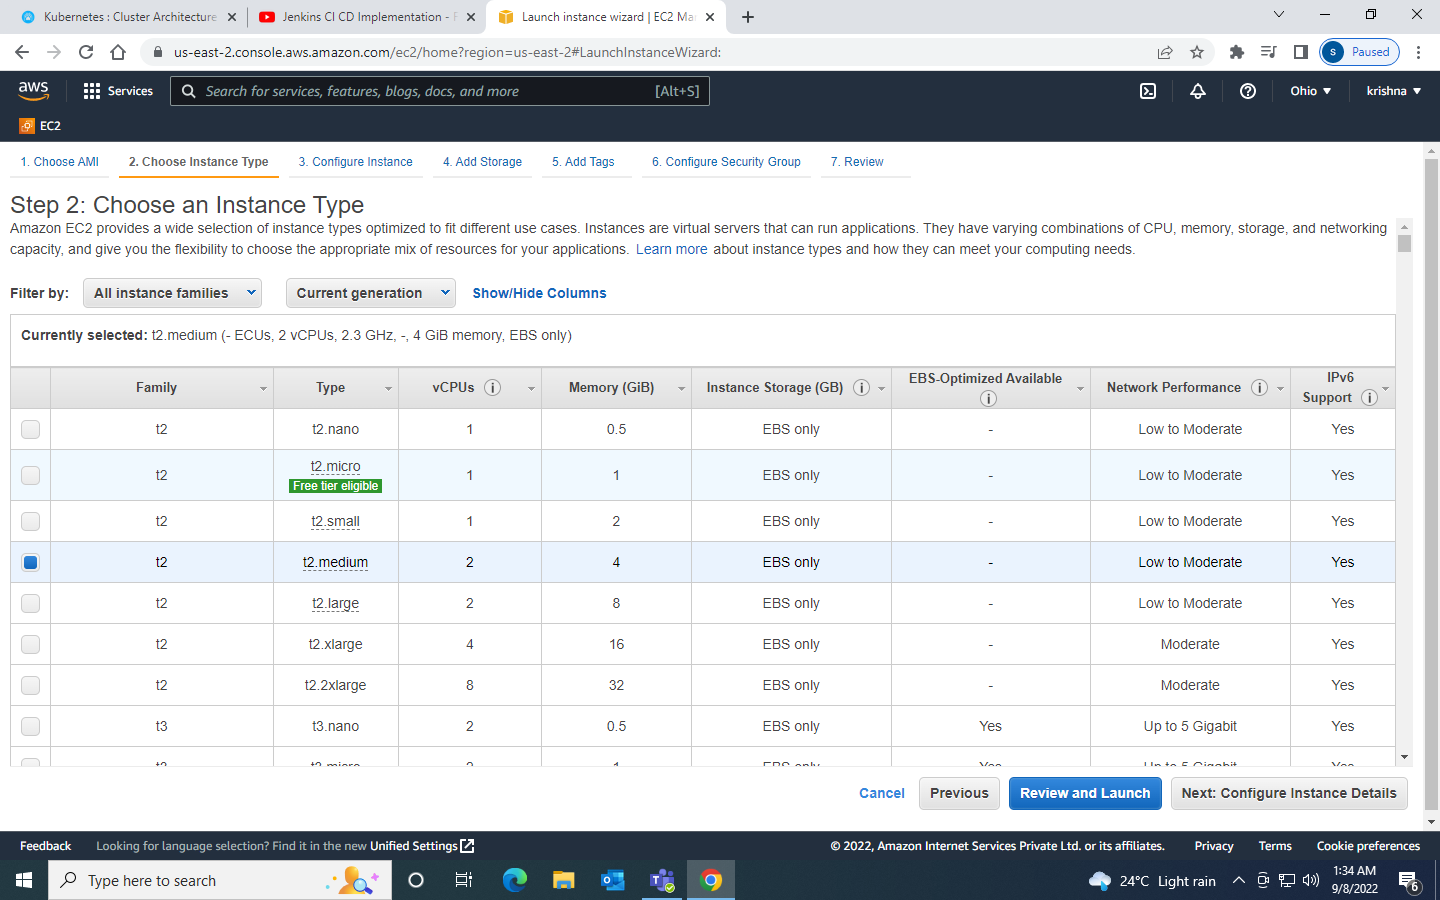 Kubernetes : Cluster Architecture
Jenkins CI CD Implementation -
Launch instance wizard | EC2 Ma
us-east-2.console.aws.amazon.com/ec2/home?region=us-east-2#LaunchInstanceWizard:
S Paused
aws
Services
Search for services, features, blogs, docs, and more [Alt+S]
Ohio
krishna
EC2
1. Choose AMI 2. Choose Instance Type 3. Configure Instance 4. Add Storage 5. Add Tags 6. Configure Security Group 7. Review
Step 2: Choose an Instance Type
Amazon EC2 provides a wide selection of instance types optimized to fit different use cases. Instances are virtual servers that can run applications. They have varying combinations of CPU, memory, storage, and networking
capacity, and give you the flexibility to choose the appropriate mix of resources for your applications. Learn more about instance types and how they can meet your computing needs.
Filter by: All instance families Current generation Show/Hide Columns
Currently selected: t2.medium (- ECUs, 2 vCPUs, 2.3 GHz, -, 4 GiB memory, EBS only)
Family Type vCPUs i Memory (GiB) Instance Storage (GB) i EBS-Optimized Available i Network Performance i IPv6 Support i
t2 t2.nano 1 0.5 EBS only - Low to Moderate Yes
t2 t2.micro 1 1 EBS only - Low to Moderate Yes
Free tier eligible
t2 t2.small 1 2 EBS only - Low to Moderate Yes
t2 t2.medium 2 4 EBS only - Low to Moderate Yes
t2 t2.large 2 8 EBS only - Low to Moderate Yes
t2 t2.xlarge 4 16 EBS only - Moderate Yes
t2 t2.2xlarge 8 32 EBS only - Moderate Yes
t3 t3.nano 2 0.5 EBS only Yes Up to 5 Gigabit Yes
t3 t3.micro 2 1 EBS only Yes Up to 5 Gigabit Yes
Cancel Previous Review and Launch Next: Configure Instance Details
Feedback Looking for language selection? Find it in the new Unified Settings © 2022, Amazon Internet Services Private Ltd. or its affiliates. Privacy Terms Cookie preferences
Type here to search
24°C Light rain
1:34 AM
9/8/2022
6